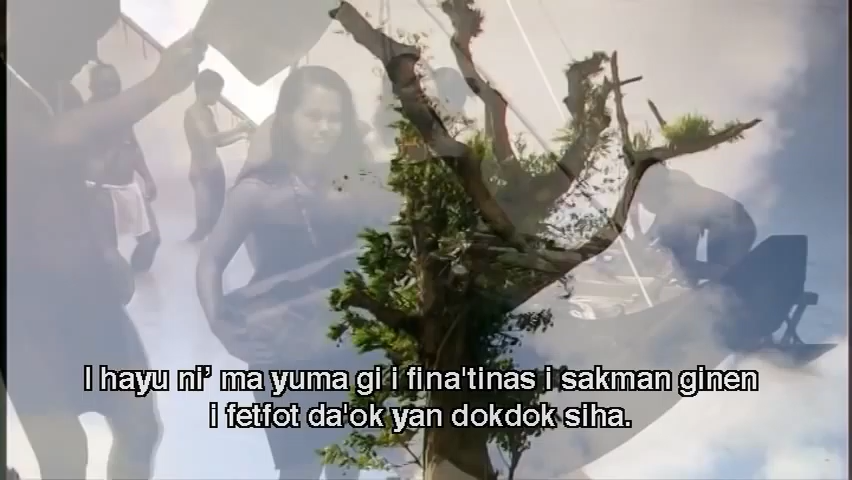 I hayu ni’ ma yuma gi i fina'tinas i sakman ginen
i fetfot da'ok yan dokdok siha.